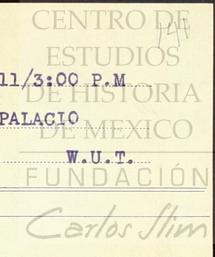 CENTRO DE
ESTUDIOS
11/3:00 P.M
DE HISTORIA
PALACIO
DE MEXICO
W.U.T.
FUNDACIÓN
Carlos Slim